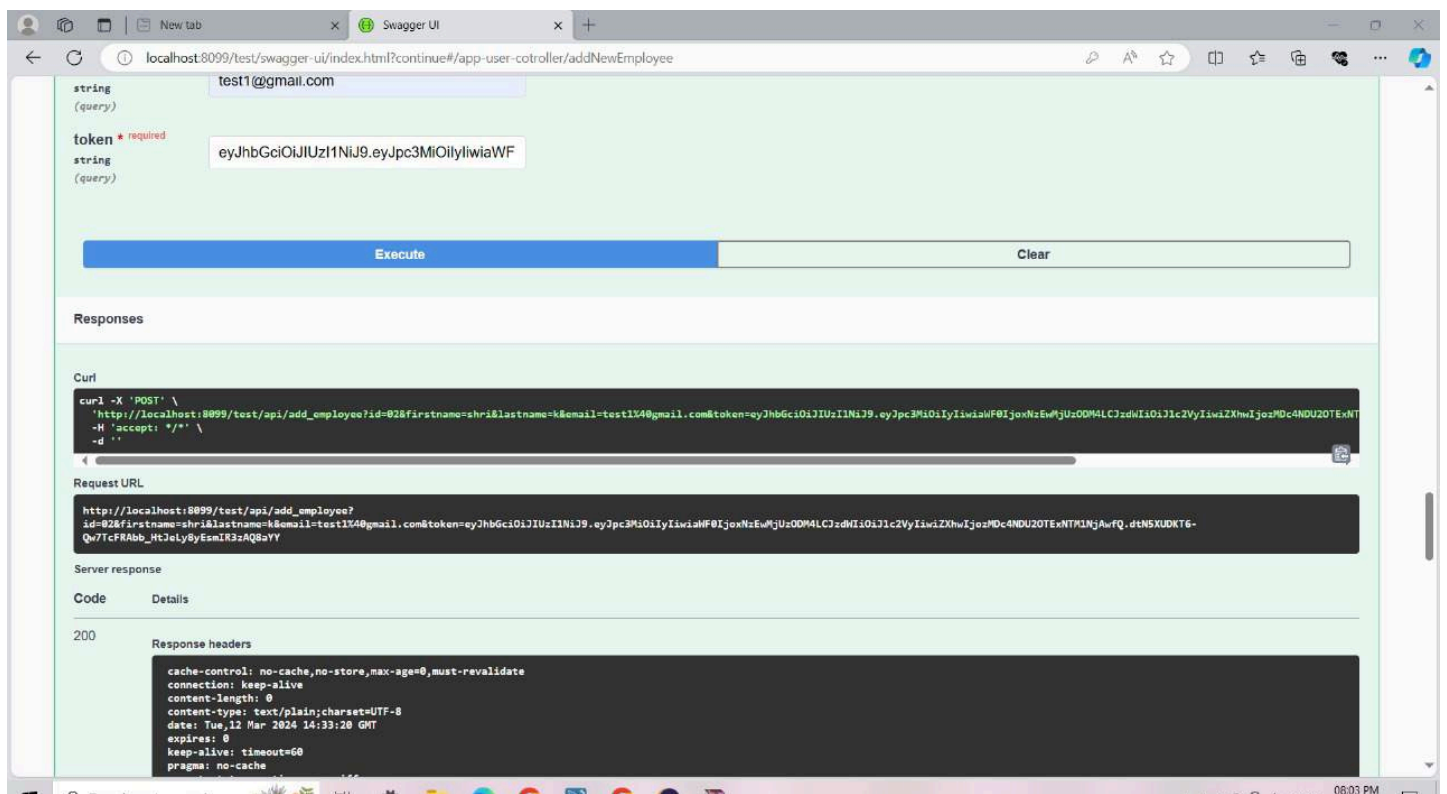 New tab
Swagger UI
localhost:8099/test/swagger-ui/index.html?continue#/app-user-cotroller/addNewEmployee
string
test1@gmail.com
(query)
token * required
string
eyJhbGciOiJIUzI1NiJ9.eyJpc3MiOiIyIiwiaWF
(query)
Execute
Clear
Responses
Curl
curl -X 'POST' \
'http://localhost:8099/test/api/add_employee?id=02&firstname=shri&lastname=k&email=test1%40gmail.com&token=eyJhbGciOiJIUzI1NiJ9.eyJpc3MiOiIyIiwiaWF0IjoxNzEwMjUzODM4LCJzdWIiOiJ1c2VyIiwiZXhwIjozMDc4NDU2OTExNT
-H 'accept: */*' \
-d ''
Request URL
http://localhost:8099/test/api/add_employee?
id=02&firstname=shri&lastname=k&email=test1%40gmail.com&token=eyJhbGciOiJIUzI1NiJ9.eyJpc3MiOiIyIiwiaWF0IjoxNzEwMjUzODM4LCJzdWIiOiJ1c2VyIiwiZXhwIjozMDc4NDU2OTExNTM1NjAwfQ.dtN5XUDKT6-
Qw7TcFRAbb_HtJeLy8yEsmIR3zAQ8aYY
Server response
Code Details
200
Response headers
cache-control: no-cache,no-store,max-age=0,must-revalidate
connection: keep-alive
content-length: 0
content-type: text/plain;charset=UTF-8
date: Tue,12 Mar 2024 14:33:20 GMT
expires: 0
keep-alive: timeout=60
pragma: no-cache
08:03 PM